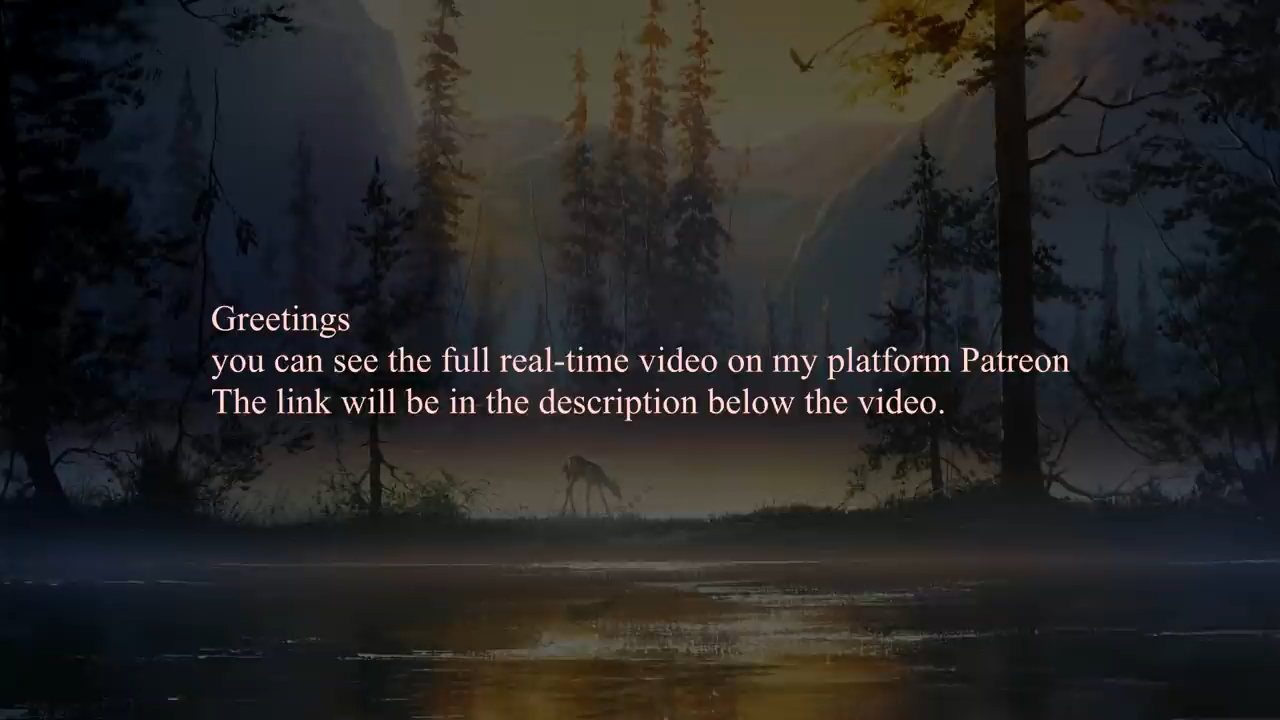 Greetings
you can see the full real-time video on my platform Patreon
The link will be in the description below the video.